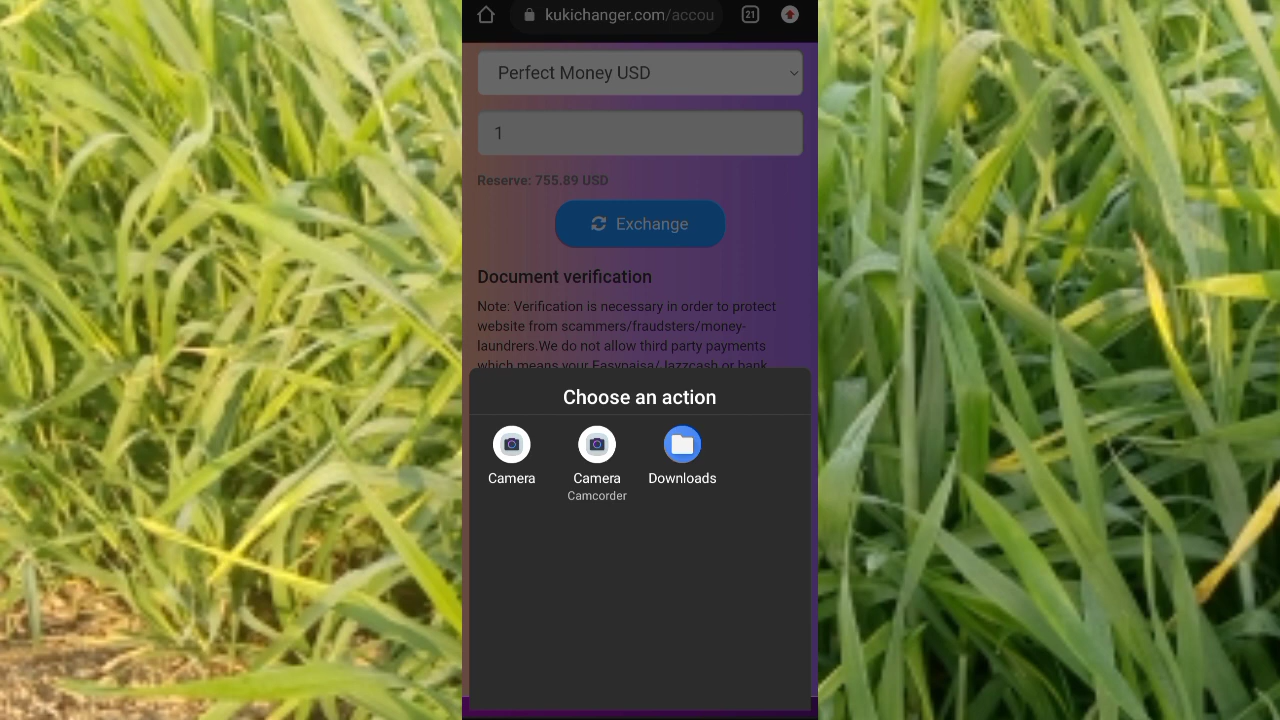 kukichanger.com/accou
21
Perfect Money USD
1
Reserve: 755.89 USD
Exchange
Document verification
Note: Verification is necessary in order to protect
website from scammers/fraudsters/money-
laundrers.We do not allow third party payments
which means your Easypaisa/Jazzcash or bank
Choose an action
Camera
Camera
Downloads
Camcorder